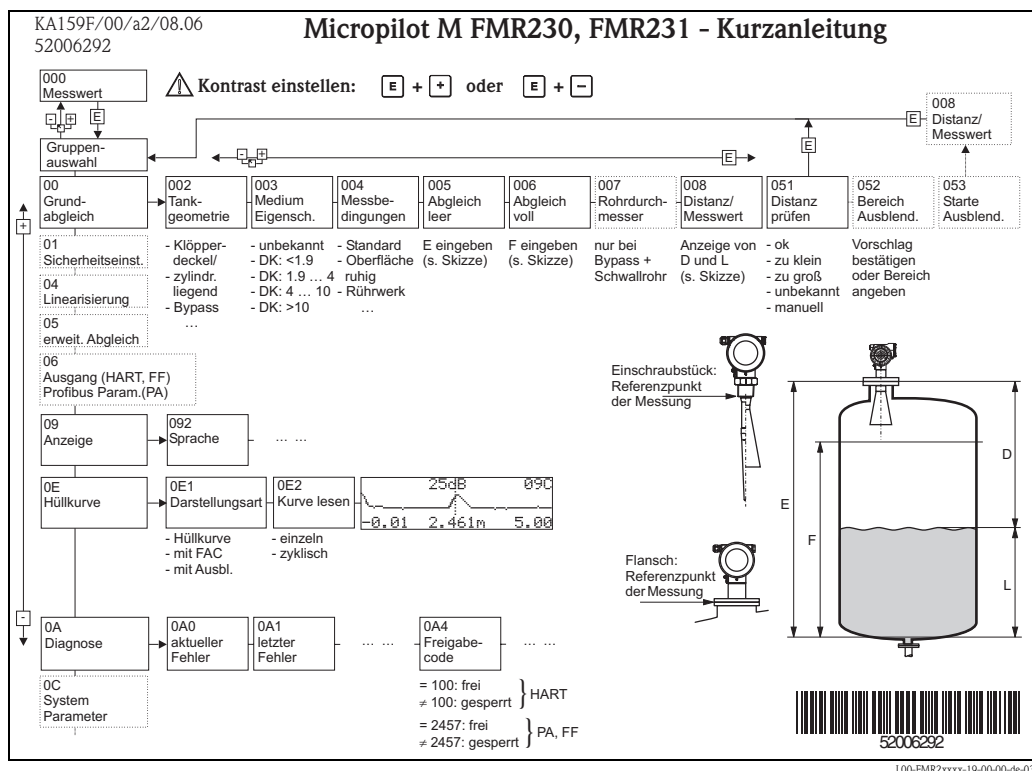 KA159F/00/a2/08.06
52006292
Micropilot M FMR230, FMR231 - Kurzanleitung
000
Messwert
Kontrast einstellen: E + + oder E + −
- +
E
008
Distanz/
Messwert
E
Gruppen-
auswahl
- +
E
E
00
Grund-
abgleich
002
Tank-
geometrie
003
Medium
Eigensch.
004
Messbe-
dingungen
005
Abgleich
leer
006
Abgleich
voll
007
Rohrdurch-
messer
008
Distanz/
Messwert
051
Distanz
prüfen
052
Bereich
Ausblend.
053
Starte
Ausblend.
+
- Klöpper-
deckel/
- zylindr.
liegend
- Bypass
…
- unbekannt
- DK: <1.9
- DK: 1.9 … 4
- DK: 4 … 10
- DK: >10
- Standard
- Oberfläche
ruhig
- Rührwerk
…
E eingeben
(s. Skizze)
F eingeben
(s. Skizze)
nur bei
Bypass +
Schwallrohr
Anzeige von
D und L
(s. Skizze)
- ok
- zu klein
- zu groß
- unbekannt
- manuell
Vorschlag
bestätigen
oder Bereich
angeben
01
Sicherheitseinst.
04
Linearisierung
05
erweit. Abgleich
06
Ausgang (HART, FF)
Profibus Param.(PA)
09
Anzeige
092
Sprache
… …
0E
Hüllkurve
0E1
Darstellungsart
0E2
Kurve lesen
25dB 09C
-0.01 2.461m 5.00
- Hüllkurve
- mit FAC
- mit Ausbl.
- einzeln
- zyklisch
Einschraubstück:
Referenzpunkt
der Messung
Flansch:
Referenzpunkt
der Messung
E
F
D
L
-
0A
Diagnose
0A0
aktueller
Fehler
0A1
letzter
Fehler
… …
0A4
Freigabe-
code
… …
= 100: frei
≠ 100: gesperrt
HART
= 2457: frei
≠ 2457: gesperrt
PA, FF
0C
System
Parameter
52006292
L00-FMR2xxxx-19-00-00-de-03